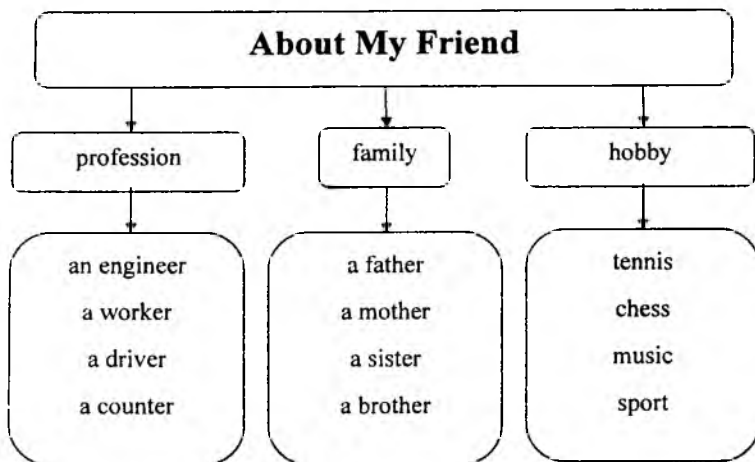 About My Friend
profession
family
hobby
an engineer
a worker
a driver
a counter
a father
a mother
a sister
a brother
tennis
chess
music
sport